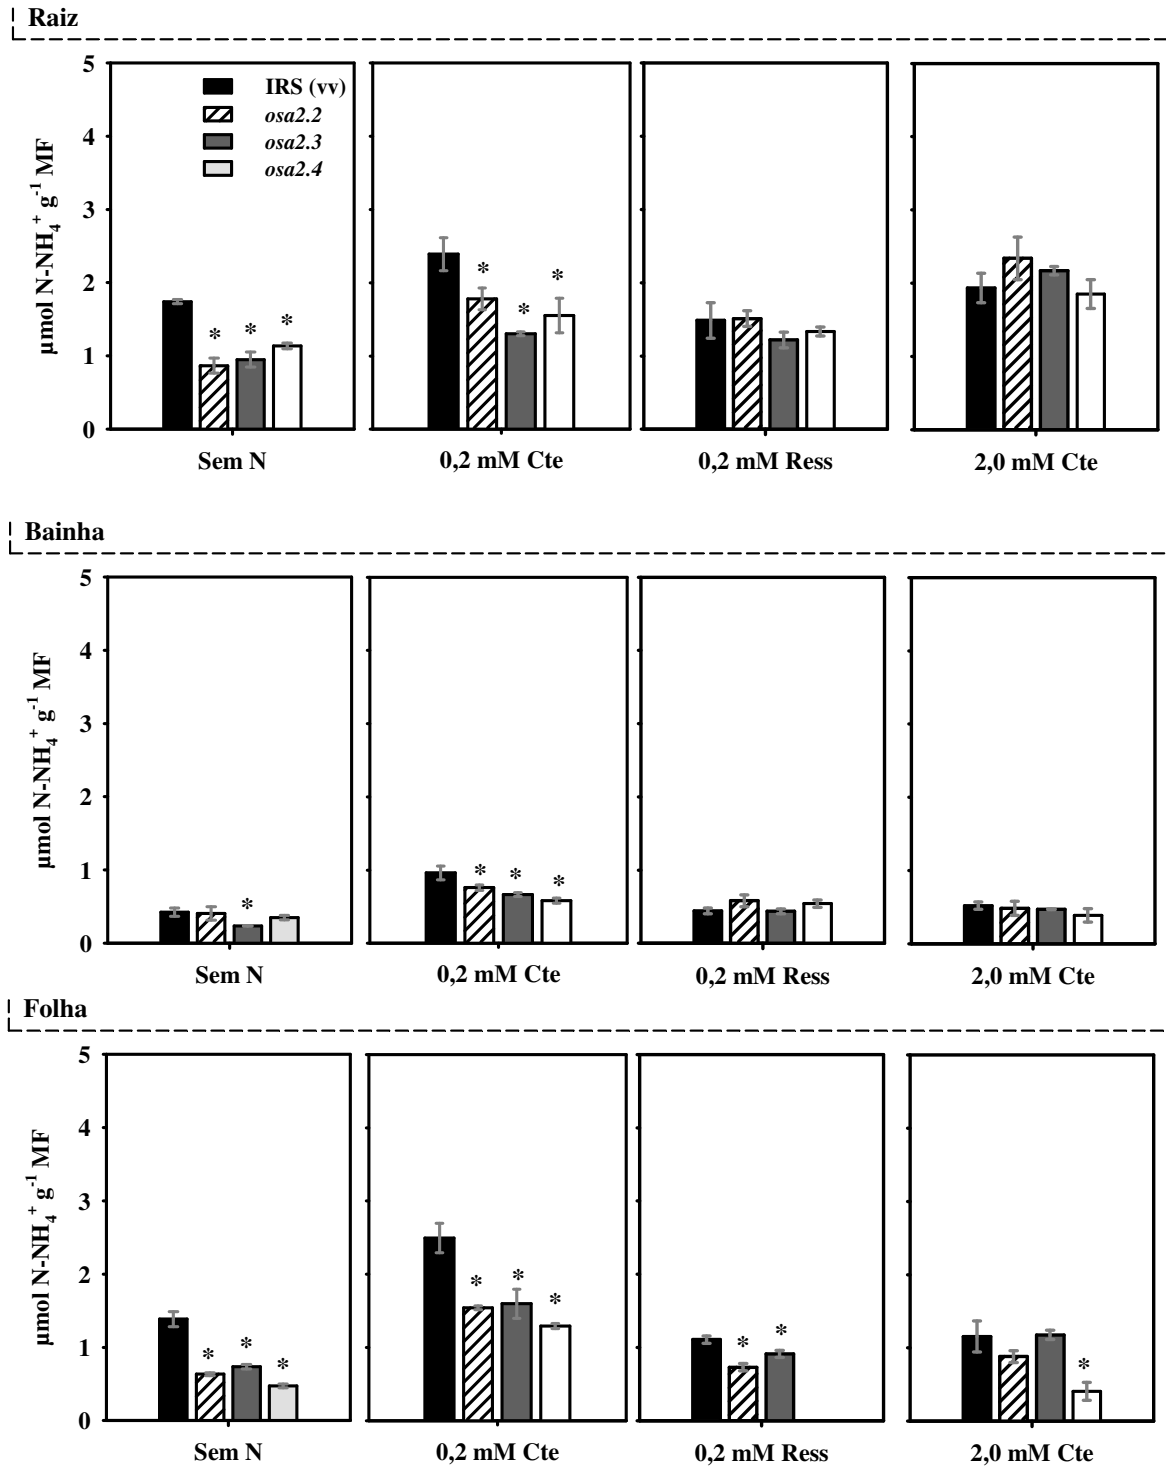 Raiz
µmol N-NH₄⁺ g⁻¹ MF
5
4
3
2
1
0
IRS (vv)
osa2.2
osa2.3
osa2.4
* * *
* * *
Sem N
0,2 mM Cte
0,2 mM Ress
2,0 mM Cte
Bainha
µmol N-NH₄⁺ g⁻¹ MF
5
4
3
2
1
0
*
* * *
Sem N
0,2 mM Cte
0,2 mM Ress
2,0 mM Cte
Folha
µmol N-NH₄⁺ g⁻¹ MF
5
4
3
2
1
0
* * *
* * *
* *
*
Sem N
0,2 mM Cte
0,2 mM Ress
2,0 mM Cte